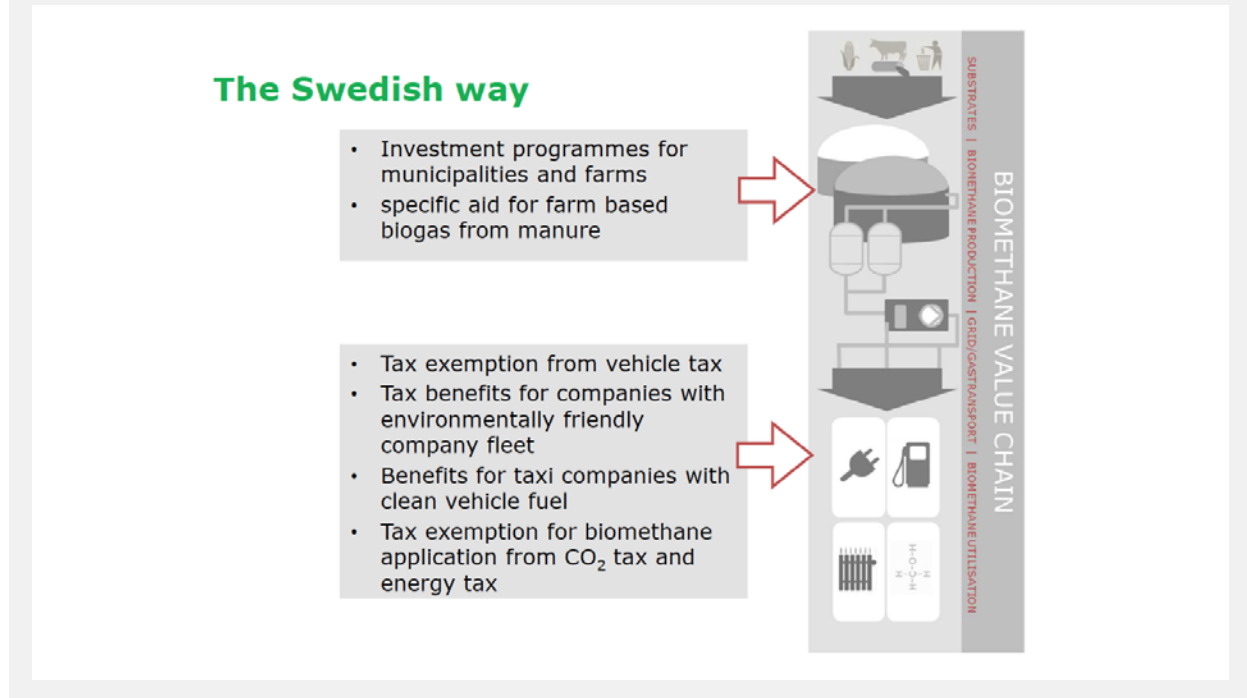 The Swedish way
• Investment programmes for
municipalities and farms
• specific aid for farm based
biogas from manure
• Tax exemption from vehicle tax
• Tax benefits for companies with
environmentally friendly
company fleet
• Benefits for taxi companies with
clean vehicle fuel
• Tax exemption for biomethane
application from CO₂ tax and
energy tax
SUBSTRATES | BIOMETHANE PRODUCTION | GRID/GASTRANSPORT | BIOMETHANE UTILISATION
BIOMETHANE VALUE CHAIN
H
H-O-C-H
H